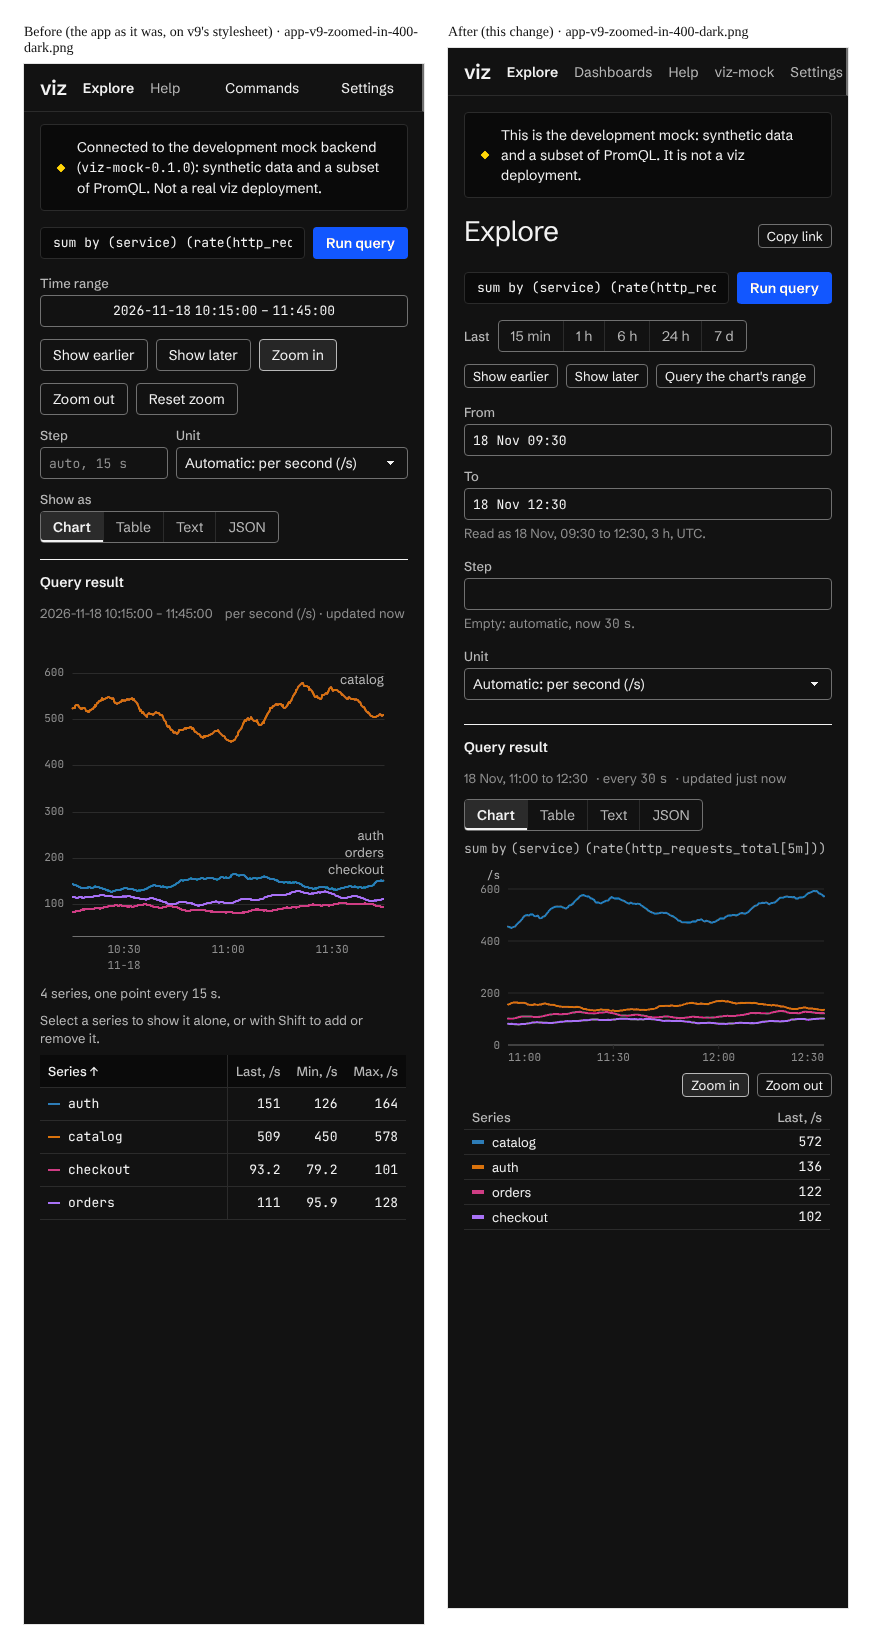 Before (the app as it was, on v9's stylesheet) · app-v9-zoomed-in-400-
dark.png
viz Explore Help Commands Settings
Connected to the development mock backend
(viz-mock-0.1.0): synthetic data and a subset
of PromQL. Not a real viz deployment.
sum by (service) (rate(http_rec Run query
Time range
2026-11-18 10:15:00 – 11:45:00
Show earlier Show later Zoom in
Zoom out Reset zoom
Step Unit
auto, 15 s Automatic: per second (/s)
Show as
Chart Table Text JSON
Query result
2026-11-18 10:15:00 – 11:45:00 per second (/s) · updated now
600
catalog
500
400
300
auth
orders
200
checkout
100
10:30 11:00 11:30
11-18
4 series, one point every 15 s.
Select a series to show it alone, or with Shift to add or
remove it.
Series ↑ Last, /s Min, /s Max, /s
auth 151 126 164
catalog 509 450 578
checkout 93.2 79.2 101
orders 111 95.9 128
After (this change) · app-v9-zoomed-in-400-dark.png
viz Explore Dashboards Help viz-mock Settings
This is the development mock: synthetic data
and a subset of PromQL. It is not a viz
deployment.
Explore Copy link
sum by (service) (rate(http_rec Run query
Last 15 min 1 h 6 h 24 h 7 d
Show earlier Show later Query the chart's range
From
18 Nov 09:30
To
18 Nov 12:30
Read as 18 Nov, 09:30 to 12:30, 3 h, UTC.
Step
Empty: automatic, now 30 s.
Unit
Automatic: per second (/s)
Query result
18 Nov, 11:00 to 12:30 · every 30 s · updated just now
Chart Table Text JSON
sum by (service) (rate(http_requests_total[5m]))
/s
600
400
200
0
11:00 11:30 12:00 12:30
Zoom in Zoom out
Series Last, /s
catalog 572
auth 136
orders 122
checkout 102